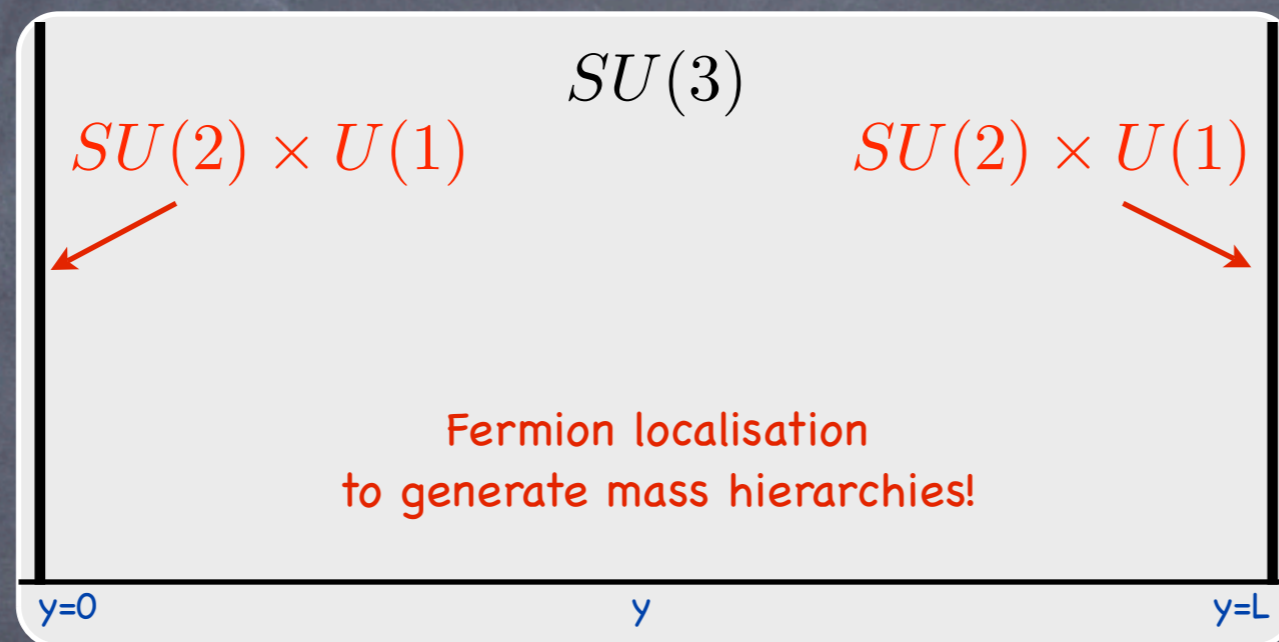 SU(3)
SU(2) × U(1) SU(2) × U(1)
Fermion localisation
to generate mass hierarchies!
y=0 y y=L